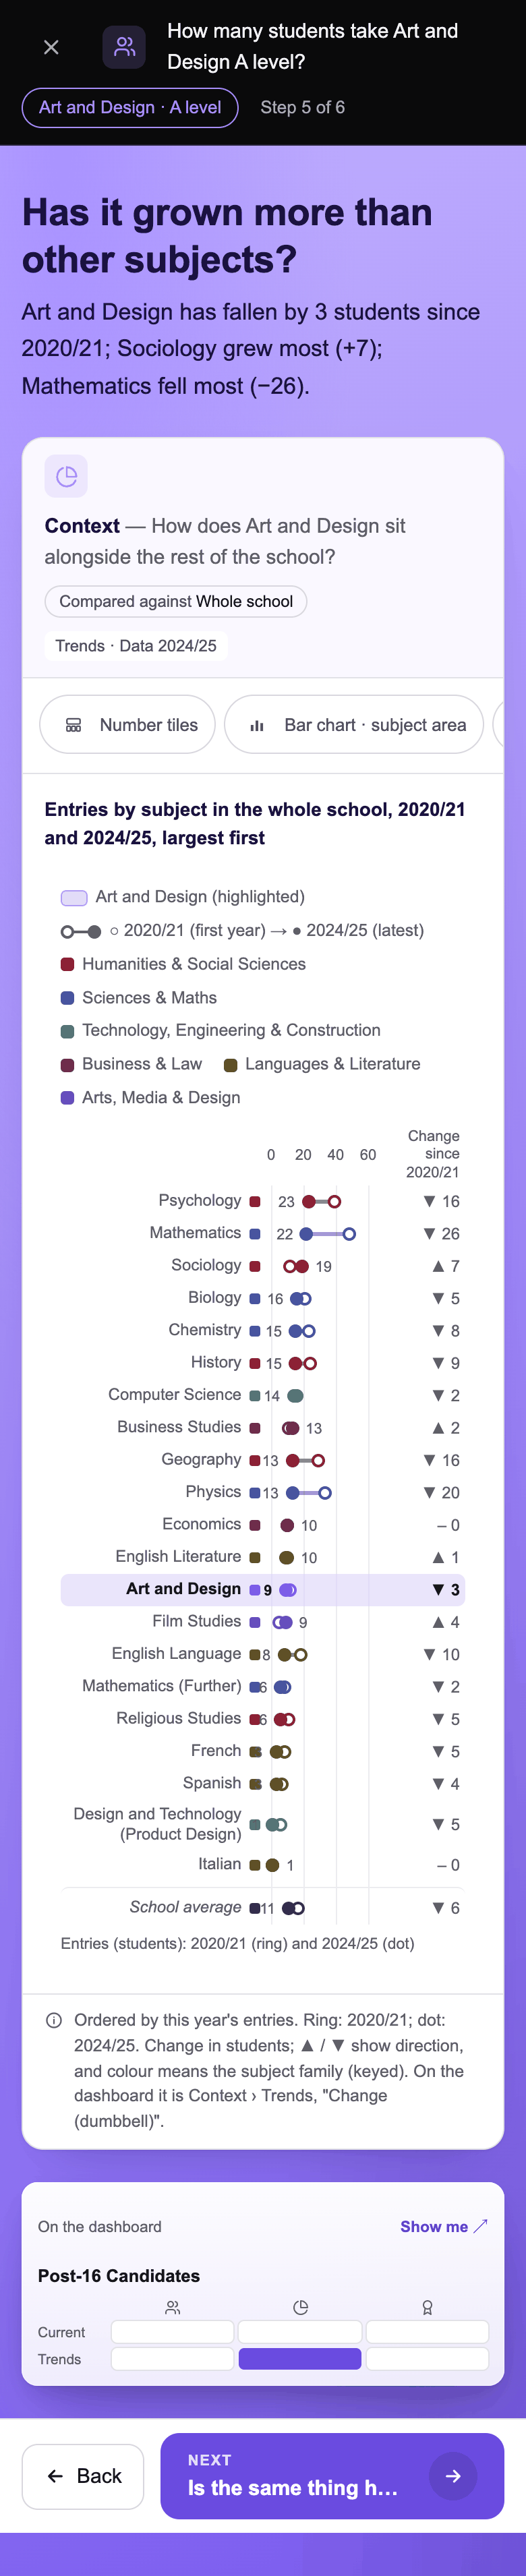 How many students take Art and
Design A level?
Art and Design · A level
Step 5 of 6
Has it grown more than
other subjects?
Art and Design has fallen by 3 students since
2020/21; Sociology grew most (+7);
Mathematics fell most (−26).
Context — How does Art and Design sit
alongside the rest of the school?
Compared against Whole school
Trends · Data 2024/25
Number tiles
Bar chart · subject area
Entries by subject in the whole school, 2020/21
and 2024/25, largest first
Art and Design (highlighted)
○ 2020/21 (first year) → ● 2024/25 (latest)
Humanities & Social Sciences
Sciences & Maths
Technology, Engineering & Construction
Business & Law
Languages & Literature
Arts, Media & Design
0 20 40 60
Change
since
2020/21
Psychology 23 ▼ 16
Mathematics 22 ▼ 26
Sociology 19 ▲ 7
Biology 16 ▼ 5
Chemistry 15 ▼ 8
History 15 ▼ 9
Computer Science 14 ▼ 2
Business Studies 13 ▲ 2
Geography 13 ▼ 16
Physics 13 ▼ 20
Economics 10 – 0
English Literature 10 ▲ 1
Art and Design 9 ▼ 3
Film Studies 9 ▲ 4
English Language 8 ▼ 10
Mathematics (Further) 6 ▼ 2
Religious Studies 6 ▼ 5
French ▼ 5
Spanish ▼ 4
Design and Technology
(Product Design) ▼ 5
Italian 1 – 0
School average 11 ▼ 6
Entries (students): 2020/21 (ring) and 2024/25 (dot)
Ordered by this year's entries. Ring: 2020/21; dot:
2024/25. Change in students; ▲ / ▼ show direction,
and colour means the subject family (keyed). On the
dashboard it is Context › Trends, "Change
(dumbbell)".
On the dashboard
Show me ↗
Post-16 Candidates
Current
Trends
← Back
NEXT
Is the same thing h…
→